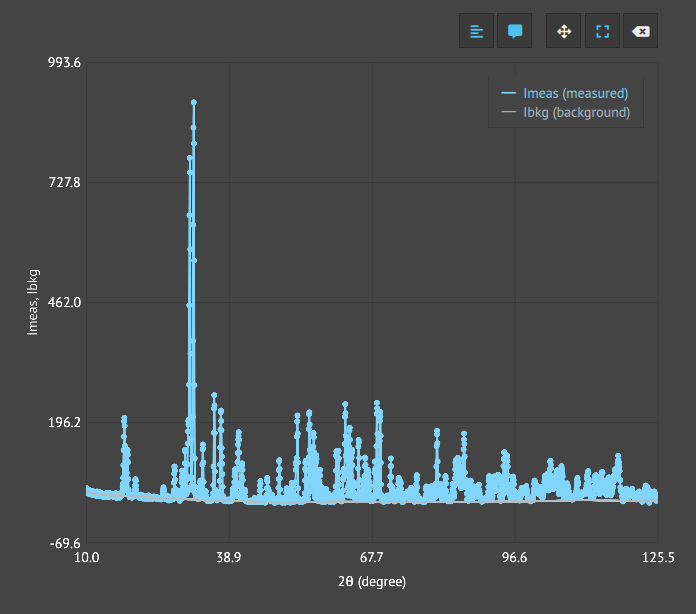 993.6
Imeas (measured)
Ibkg (background)
727.8
Imeas, Ibkg
462.0
196.2
-69.6
10.0 38.9 67.7 96.6 125.5
2θ (degree)